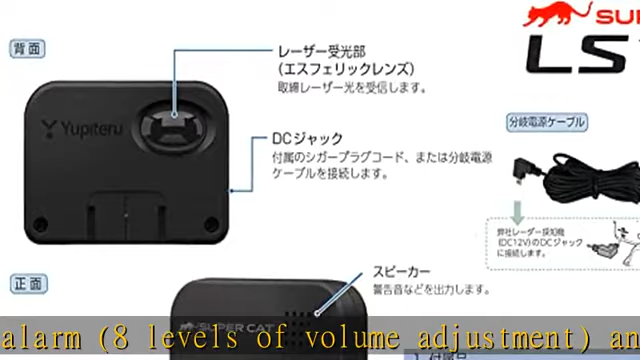 背面
レーザー受光部
(エスフェリックレンズ)
取締レーザー光を受信します。
Yupiteru
DCジャック
付属のシガープラグコード、または分岐電源
ケーブルを接続します。
LS
分岐電源ケーブル
弊社レーダー探知機
(DC12V)のDCジャック
に接続します。
正面
スピーカー
警告音などを出力します。
SUPER CAT
alarm (8 levels of volume adjustment) an